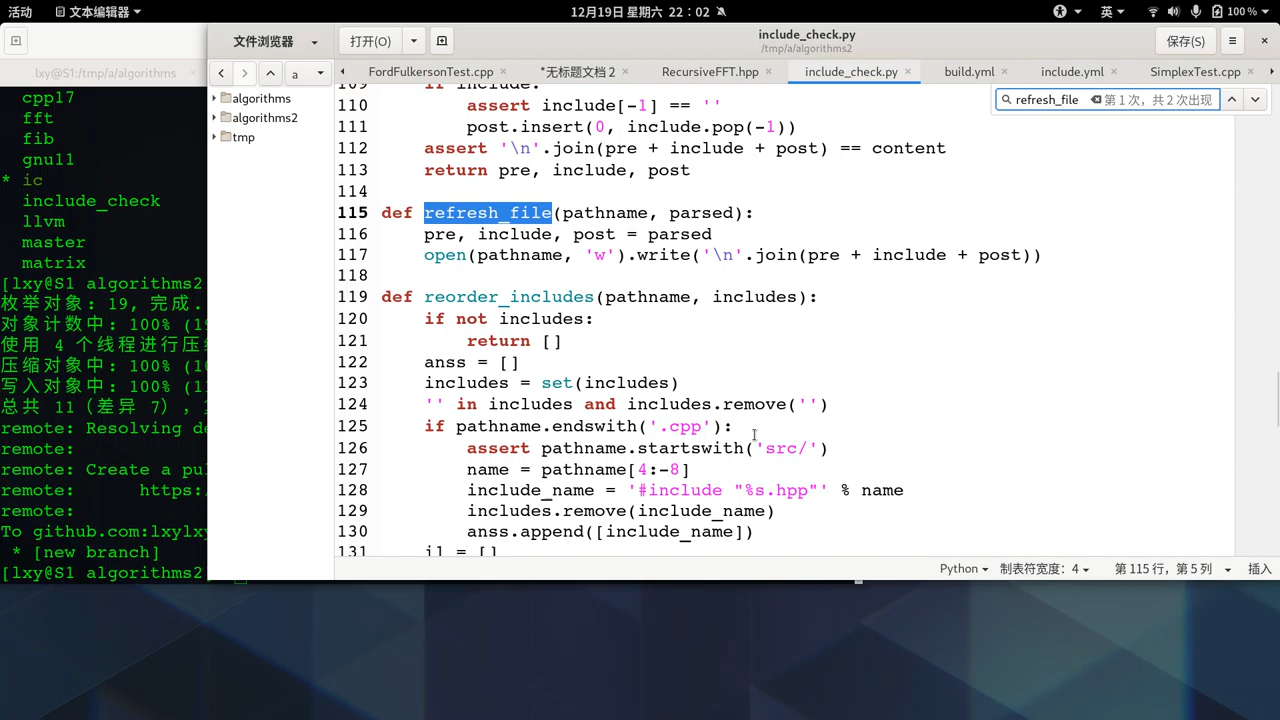 活动 文本编辑器 12月19日 星期六 22：02 英 100 %
include_check.py
/tmp/a/algorithms2
文件浏览器 打开(O) 保存(S)
lxy@S1:/tmp/a/algorithms
a
FordFulkersonTest.cpp *无标题文档 2 RecursiveFFT.hpp include_check.py build.yml include.yml SimplexTest.cpp
refresh_file 第 1 次，共 2 次出现
cpp17
fft
fib
gnu11
* ic
include_check
llvm
master
matrix
[lxy@S1 algorithms2
枚举对象: 19, 完成.
对象计数中: 100% (19
使用 4 个线程进行压
压缩对象中: 100% (10
写入对象中: 100% (11
总共 11（差异 7），
remote: Resolving de
remote:
remote: Create a pul
remote: https:
remote:
To github.com:lxylxy
* [new branch]
[lxy@S1 algorithms2
algorithms
algorithms2
tmp
109 if include:
110 assert include[-1] == ''
111 post.insert(0, include.pop(-1))
112 assert '\n'.join(pre + include + post) == content
113 return pre, include, post
114
115 def refresh_file(pathname, parsed):
116 pre, include, post = parsed
117 open(pathname, 'w').write('\n'.join(pre + include + post))
118
119 def reorder_includes(pathname, includes):
120 if not includes:
121 return []
122 anss = []
123 includes = set(includes)
124 '' in includes and includes.remove('')
125 if pathname.endswith('.cpp'):
126 assert pathname.startswith('src/')
127 name = pathname[4:-8]
128 include_name = '#include "%s.hpp"' % name
129 includes.remove(include_name)
130 anss.append([include_name])
131 i1 = []
Python 制表符宽度：4 第 115 行，第 5 列 插入